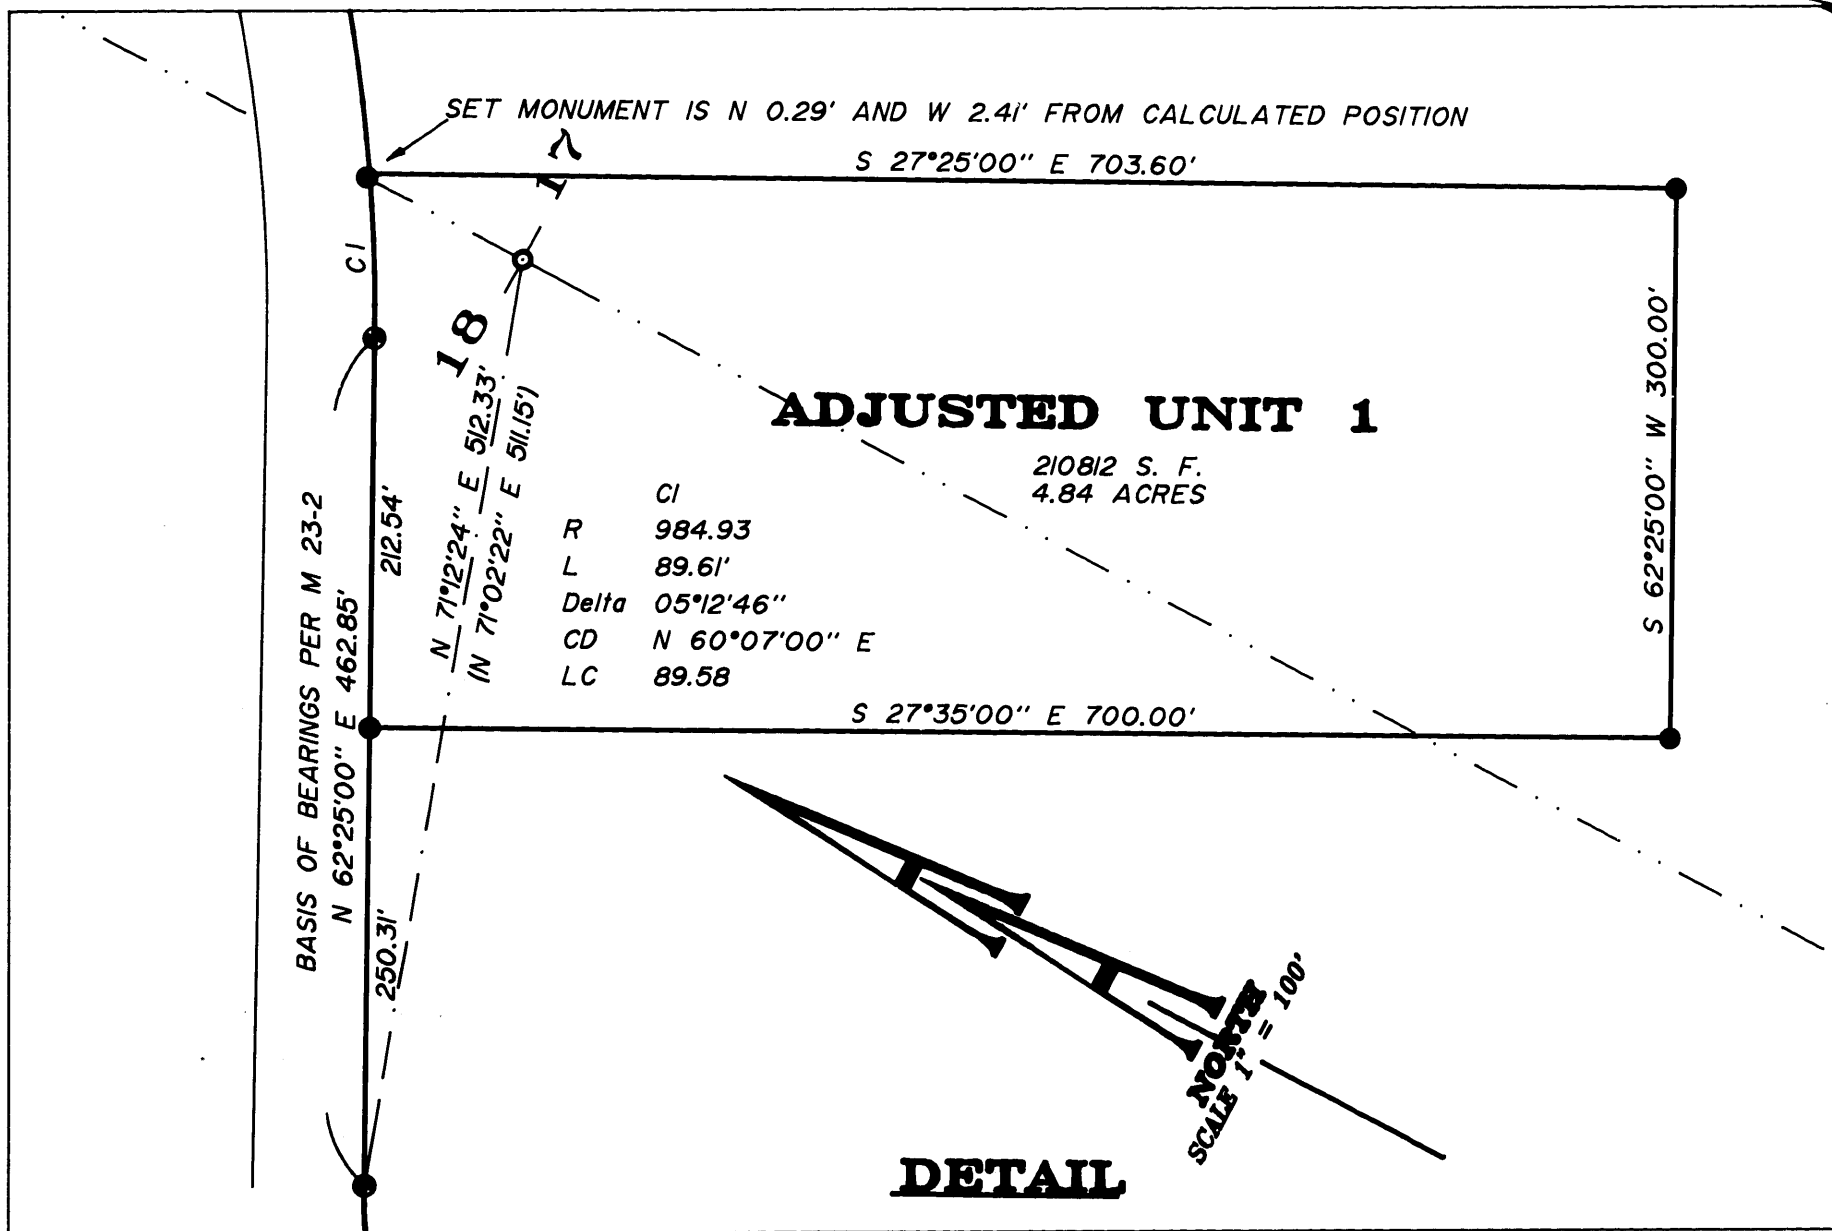 SET MONUMENT IS N 0.29' AND W 2.41' FROM CALCULATED POSITION
S 27°25'00" E 703.60'
17
C1
18
N 71°12'24" E 512.33'
(N 71°02'22" E 511.15')
ADJUSTED UNIT 1
210812 S. F.
4.84 ACRES
S 62°25'00" W 300.00'
C1
R 984.93
L 89.61'
Delta 05°12'46"
CD N 60°07'00" E
LC 89.58
212.54'
BASIS OF BEARINGS PER M 23-2
N 62°25'00" E 462.85'
S 27°35'00" E 700.00'
250.31'
NORTH
SCALE 1" = 100'
DETAIL